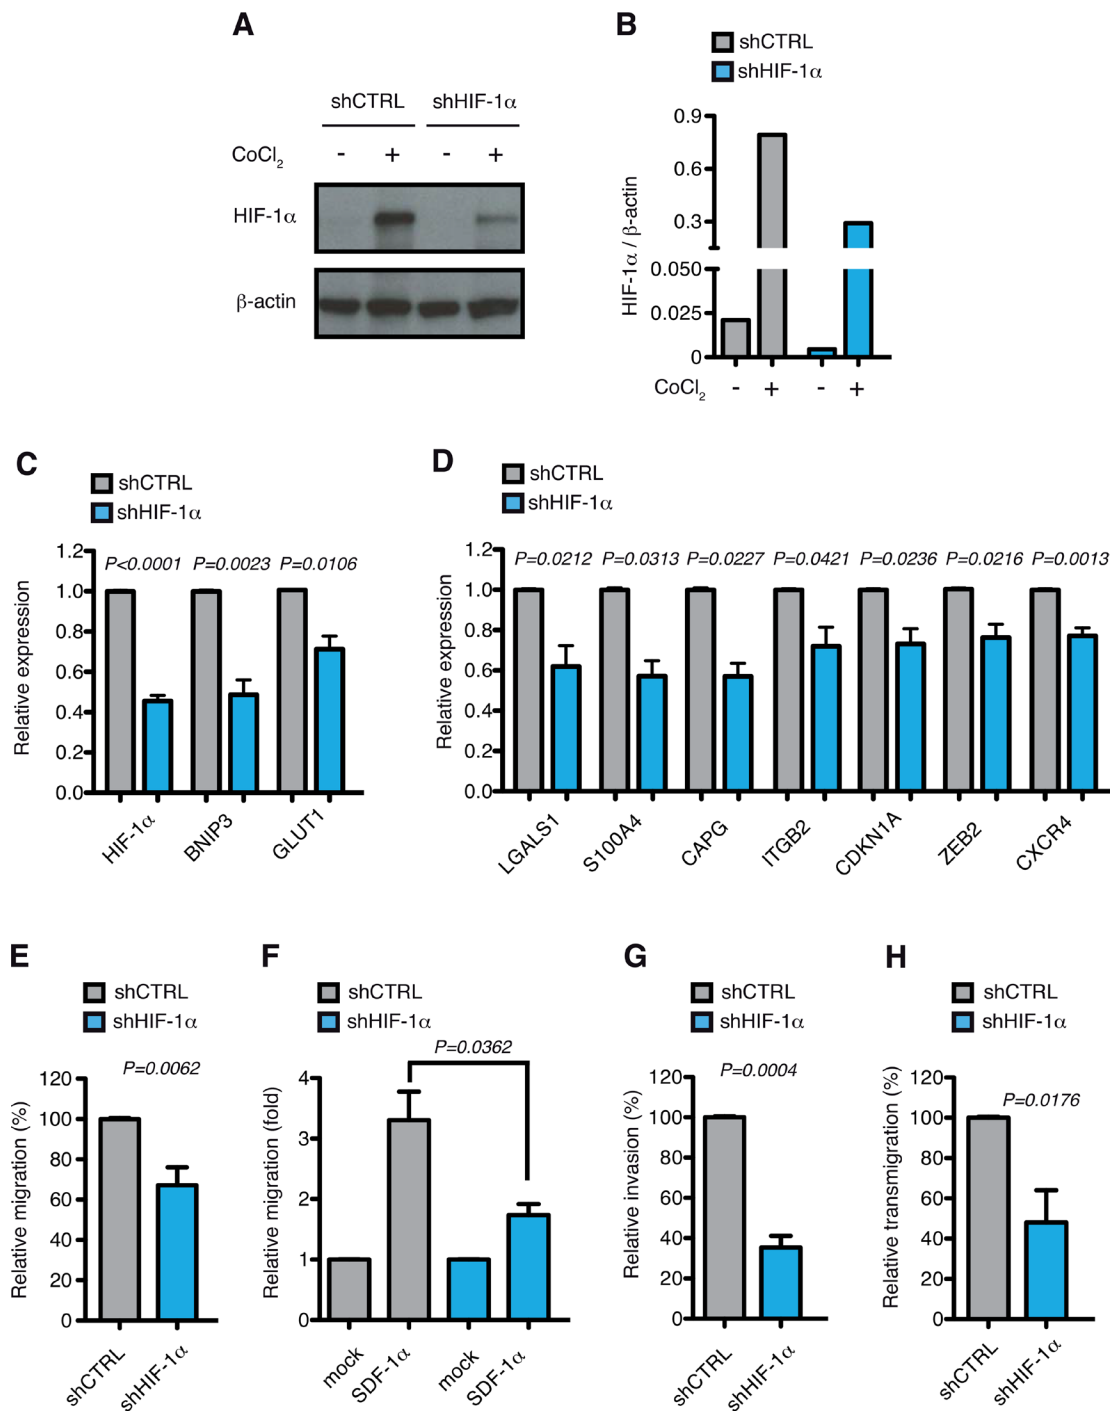 A
shCTRL shHIF-1α
CoCl2 - + - +
HIF-1α
β-actin
B
shCTRL
shHIF-1α
HIF-1α / β-actin
0.9
0.6
0.3
0.050
0.025
0
CoCl2 - + - +
C
shCTRL
shHIF-1α
Relative expression
1.2
1.0
0.8
0.6
0.4
0.2
0.0
P<0.0001 P=0.0023 P=0.0106
HIF-1α BNIP3 GLUT1
D
shCTRL
shHIF-1α
Relative expression
1.2
1.0
0.8
0.6
0.4
0.2
0.0
P=0.0212 P=0.0313 P=0.0227 P=0.0421 P=0.0236 P=0.0216 P=0.0013
LGALS1 S100A4 CAPG ITGB2 CDKN1A ZEB2 CXCR4
E
shCTRL
shHIF-1α
P=0.0062
Relative migration (%)
120
100
80
60
40
20
0
shCTRL shHIF-1α
F
shCTRL
shHIF-1α
P=0.0362
Relative migration (fold)
4
3
2
1
0
mock SDF-1α mock SDF-1α
G
shCTRL
shHIF-1α
P=0.0004
Relative invasion (%)
120
100
80
60
40
20
0
shCTRL shHIF-1α
H
shCTRL
shHIF-1α
P=0.0176
Relative transmigration (%)
120
100
80
60
40
20
0
shCTRL shHIF-1α